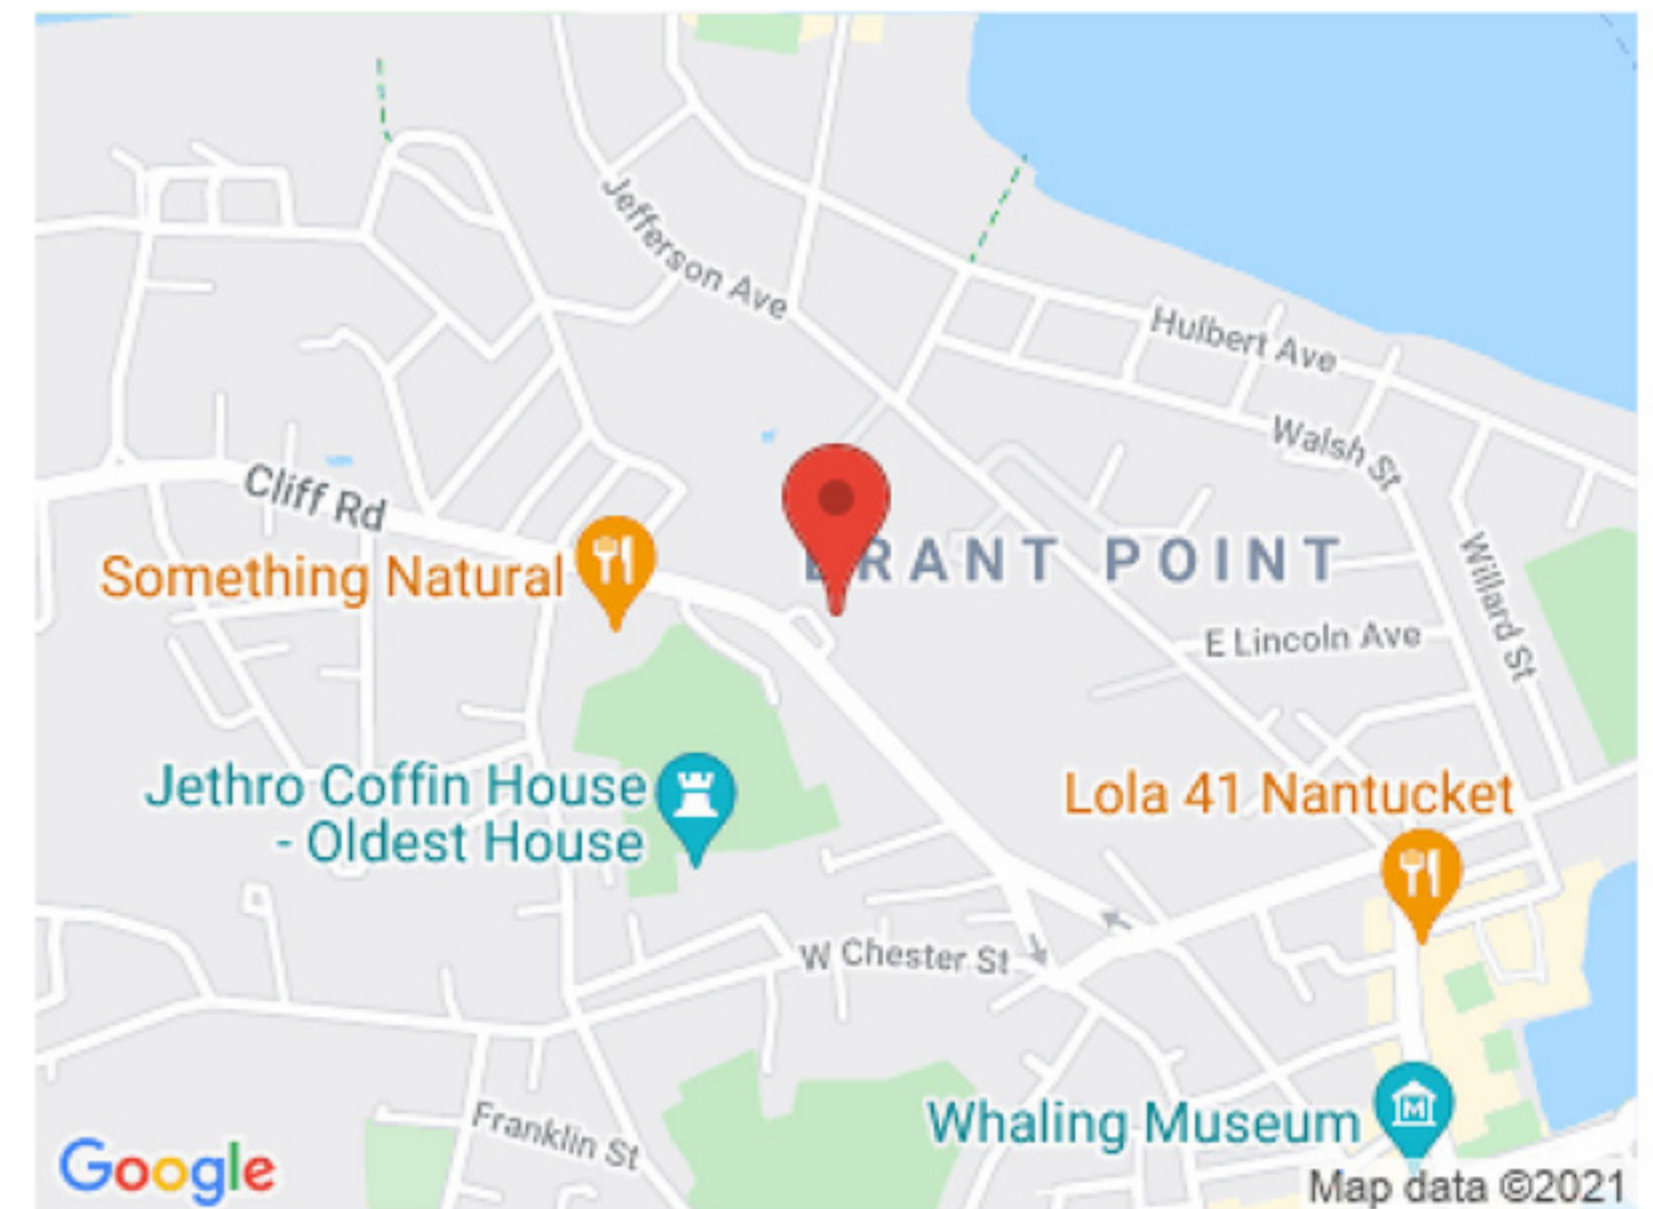 Jefferson Ave
Hulbert Ave
Walsh St
Cliff Rd
BRANT POINT
Something Natural
Willard St
E Lincoln Ave
Jethro Coffin House
- Oldest House
Lola 41 Nantucket
W Chester St
Franklin St
Whaling Museum
M
Google
Map data ©2021